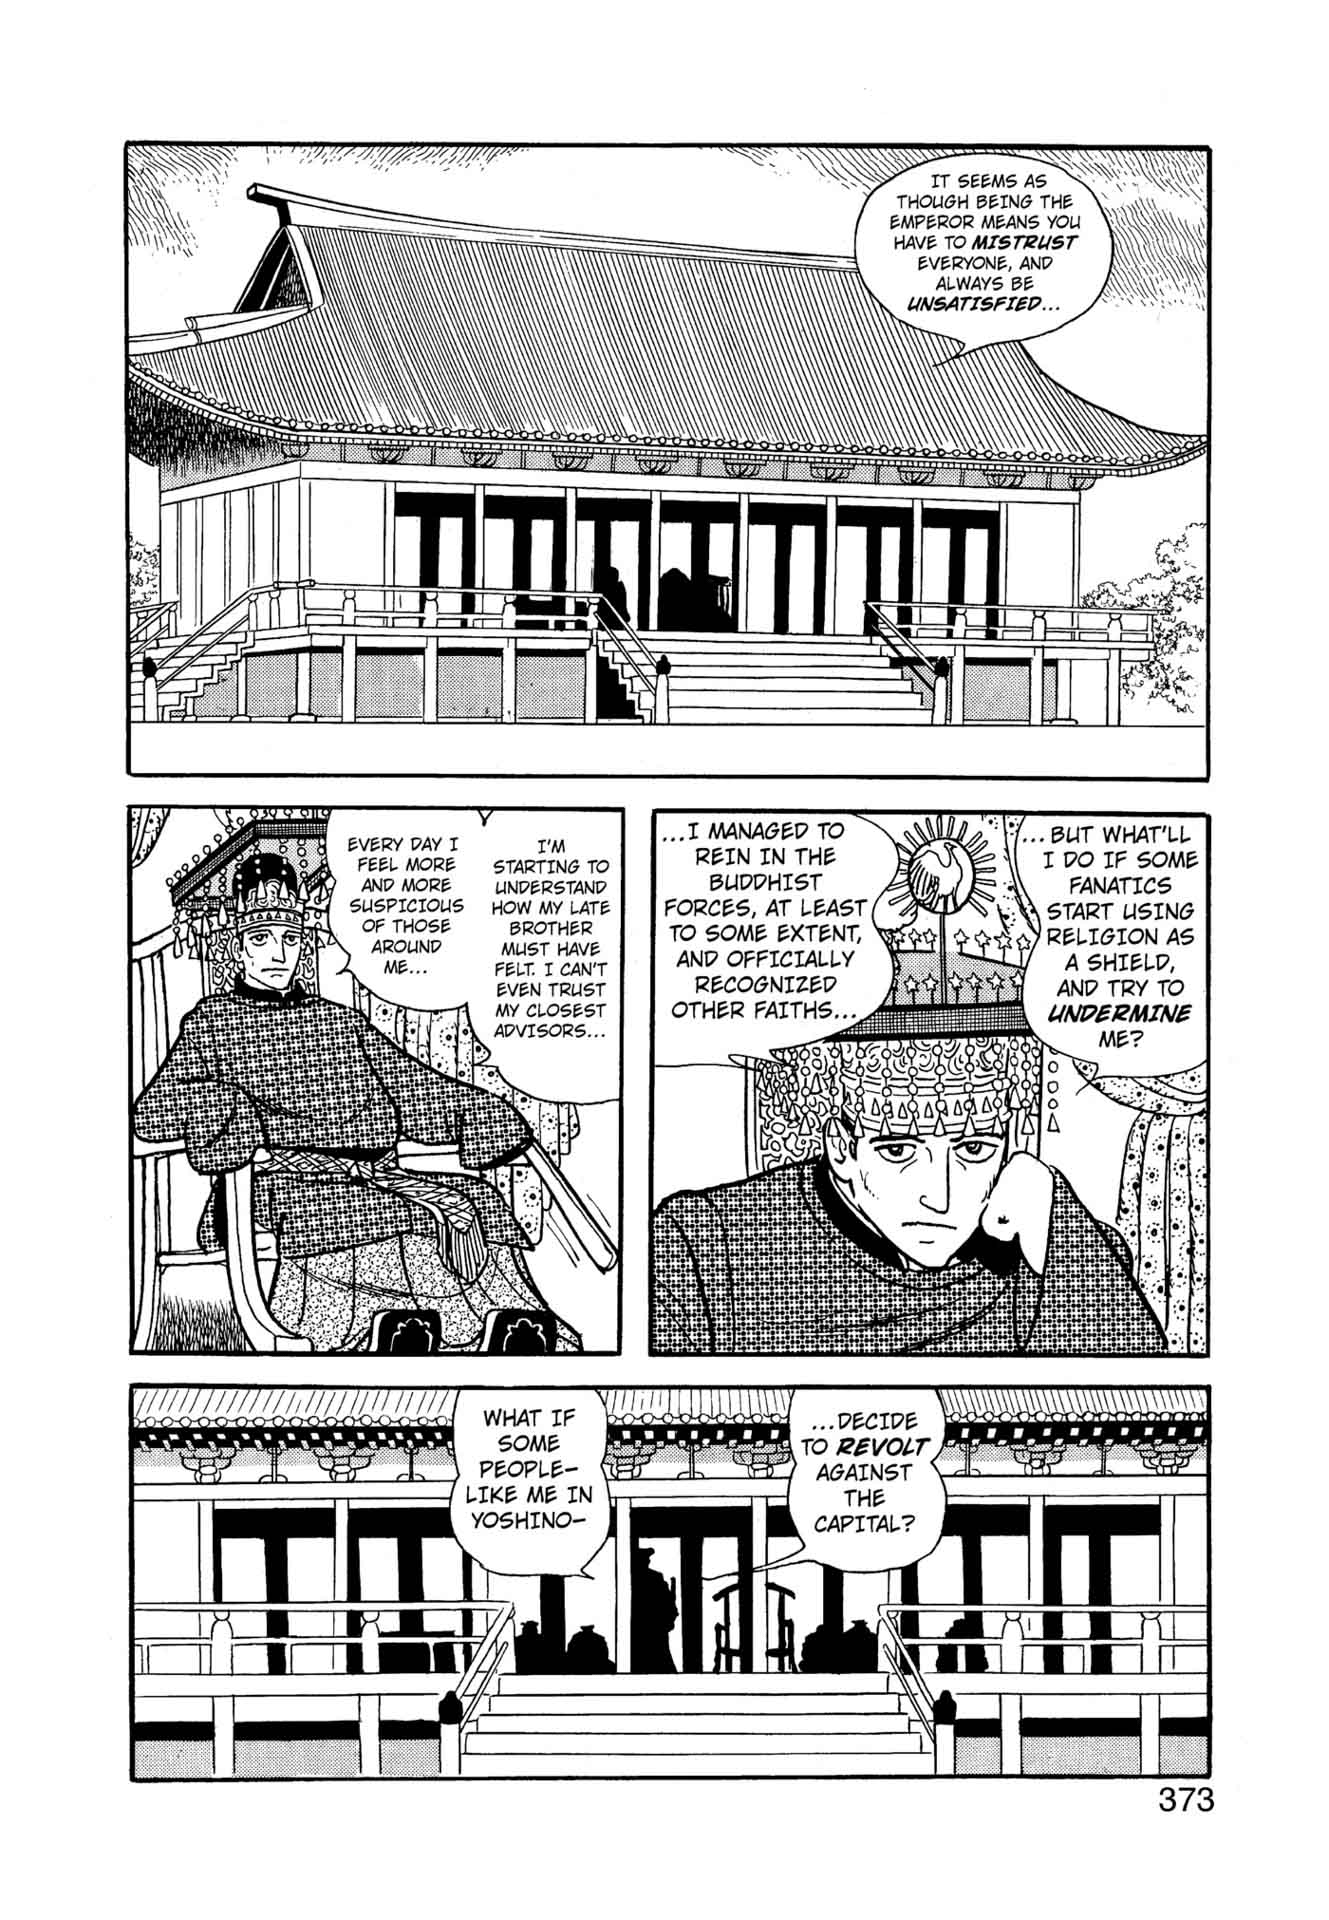 IT SEEMS AS
THOUGH BEING THE
EMPEROR MEANS YOU
HAVE TO MISTRUST
EVERYONE, AND
ALWAYS BE
UNSATISFIED...
EVERY DAY I
FEEL MORE
AND MORE
SUSPICIOUS
OF THOSE
AROUND
ME...
I'M
STARTING TO
UNDERSTAND
HOW MY LATE
BROTHER
MUST HAVE
FELT. I CAN'T
EVEN TRUST
MY CLOSEST
ADVISORS...
...I MANAGED TO
REIN IN THE
BUDDHIST
FORCES, AT LEAST
TO SOME EXTENT,
AND OFFICIALLY
RECOGNIZED
OTHER FAITHS...
...BUT WHAT'LL
I DO IF SOME
FANATICS
START USING
RELIGION AS
A SHIELD,
AND TRY TO
UNDERMINE
ME?
WHAT IF
SOME
PEOPLE–
LIKE ME IN
YOSHINO–
...DECIDE
TO REVOLT
AGAINST
THE
CAPITAL?
373